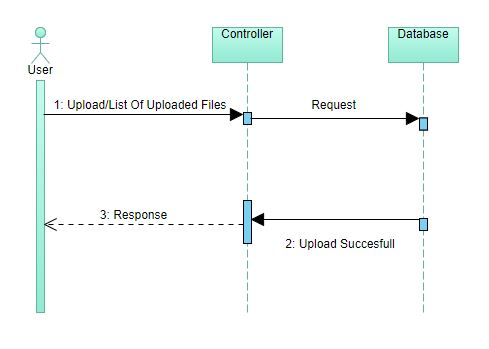 User
Controller
Database
1: Upload/List Of Uploaded Files
Request
3: Response
2: Upload Succesfull